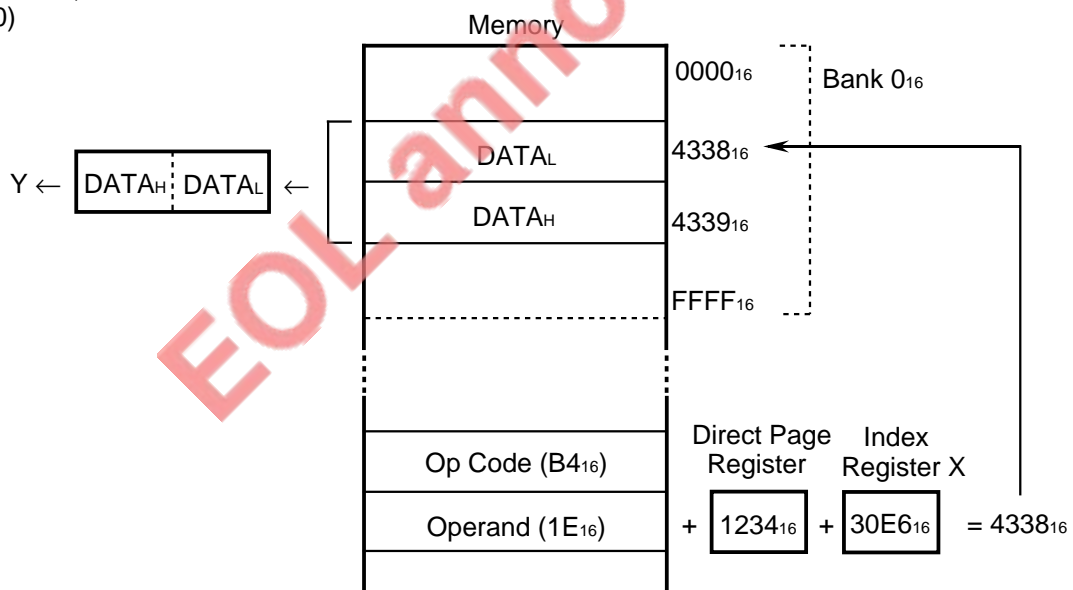 0)
Memory
0000₁₆
Bank 0₁₆
DATAL
4338₁₆
Y ← DATAH DATAL ←
DATAH
4339₁₆
FFFF₁₆
EOL anno
Direct Page Register
Index Register X
Op Code (B4₁₆)
Operand (1E₁₆) + 1234₁₆ + 30E6₁₆ = 4338₁₆